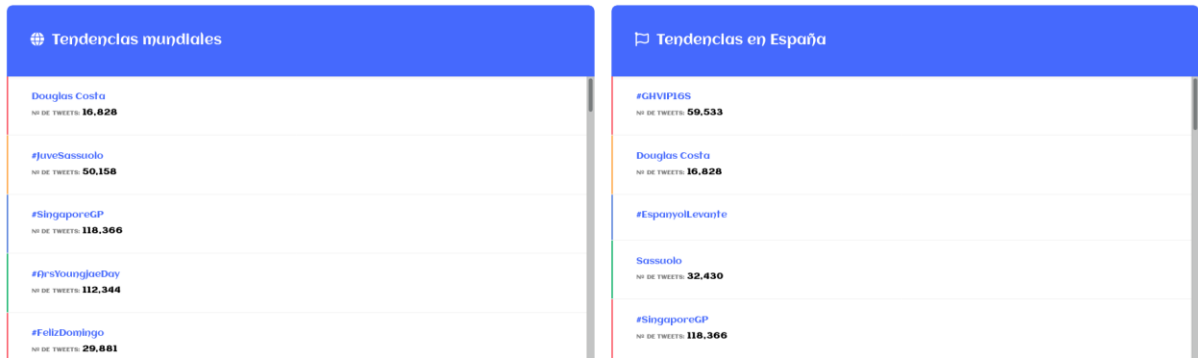 Tendencias mundiales
Douglas Costa
Nº DE TWEETS: 16,828
#JuveSassuolo
Nº DE TWEETS: 50,158
#SingaporeGP
Nº DE TWEETS: 118,366
#ArsYoungJaeDay
Nº DE TWEETS: 112,344
#FelizDomingo
Nº DE TWEETS: 29,881
Tendencias en España
#GHVIP16S
Nº DE TWEETS: 59,533
Douglas Costa
Nº DE TWEETS: 16,828
#EspanyolLevante
Sassuolo
Nº DE TWEETS: 32,430
#SingaporeGP
Nº DE TWEETS: 118,366